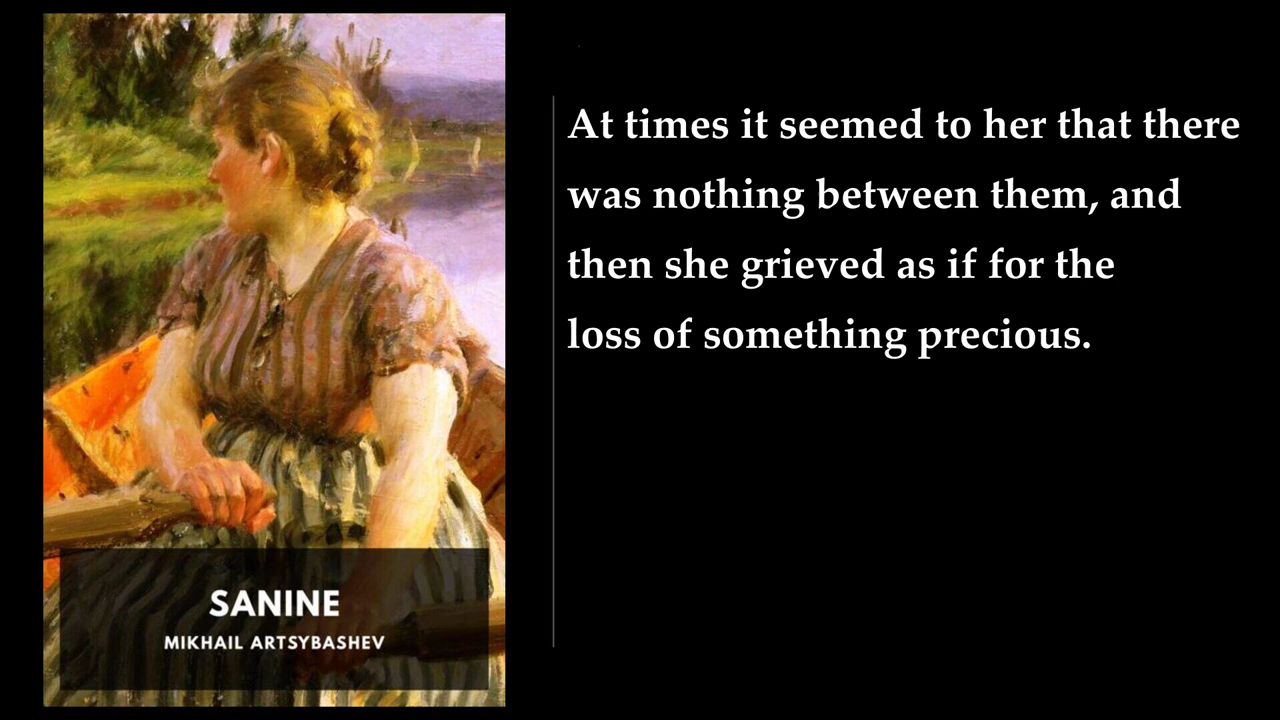 SANINE
MIKHAIL ARTSYBASHEV
At times it seemed to her that there
was nothing between them, and
then she grieved as if for the
loss of something precious.